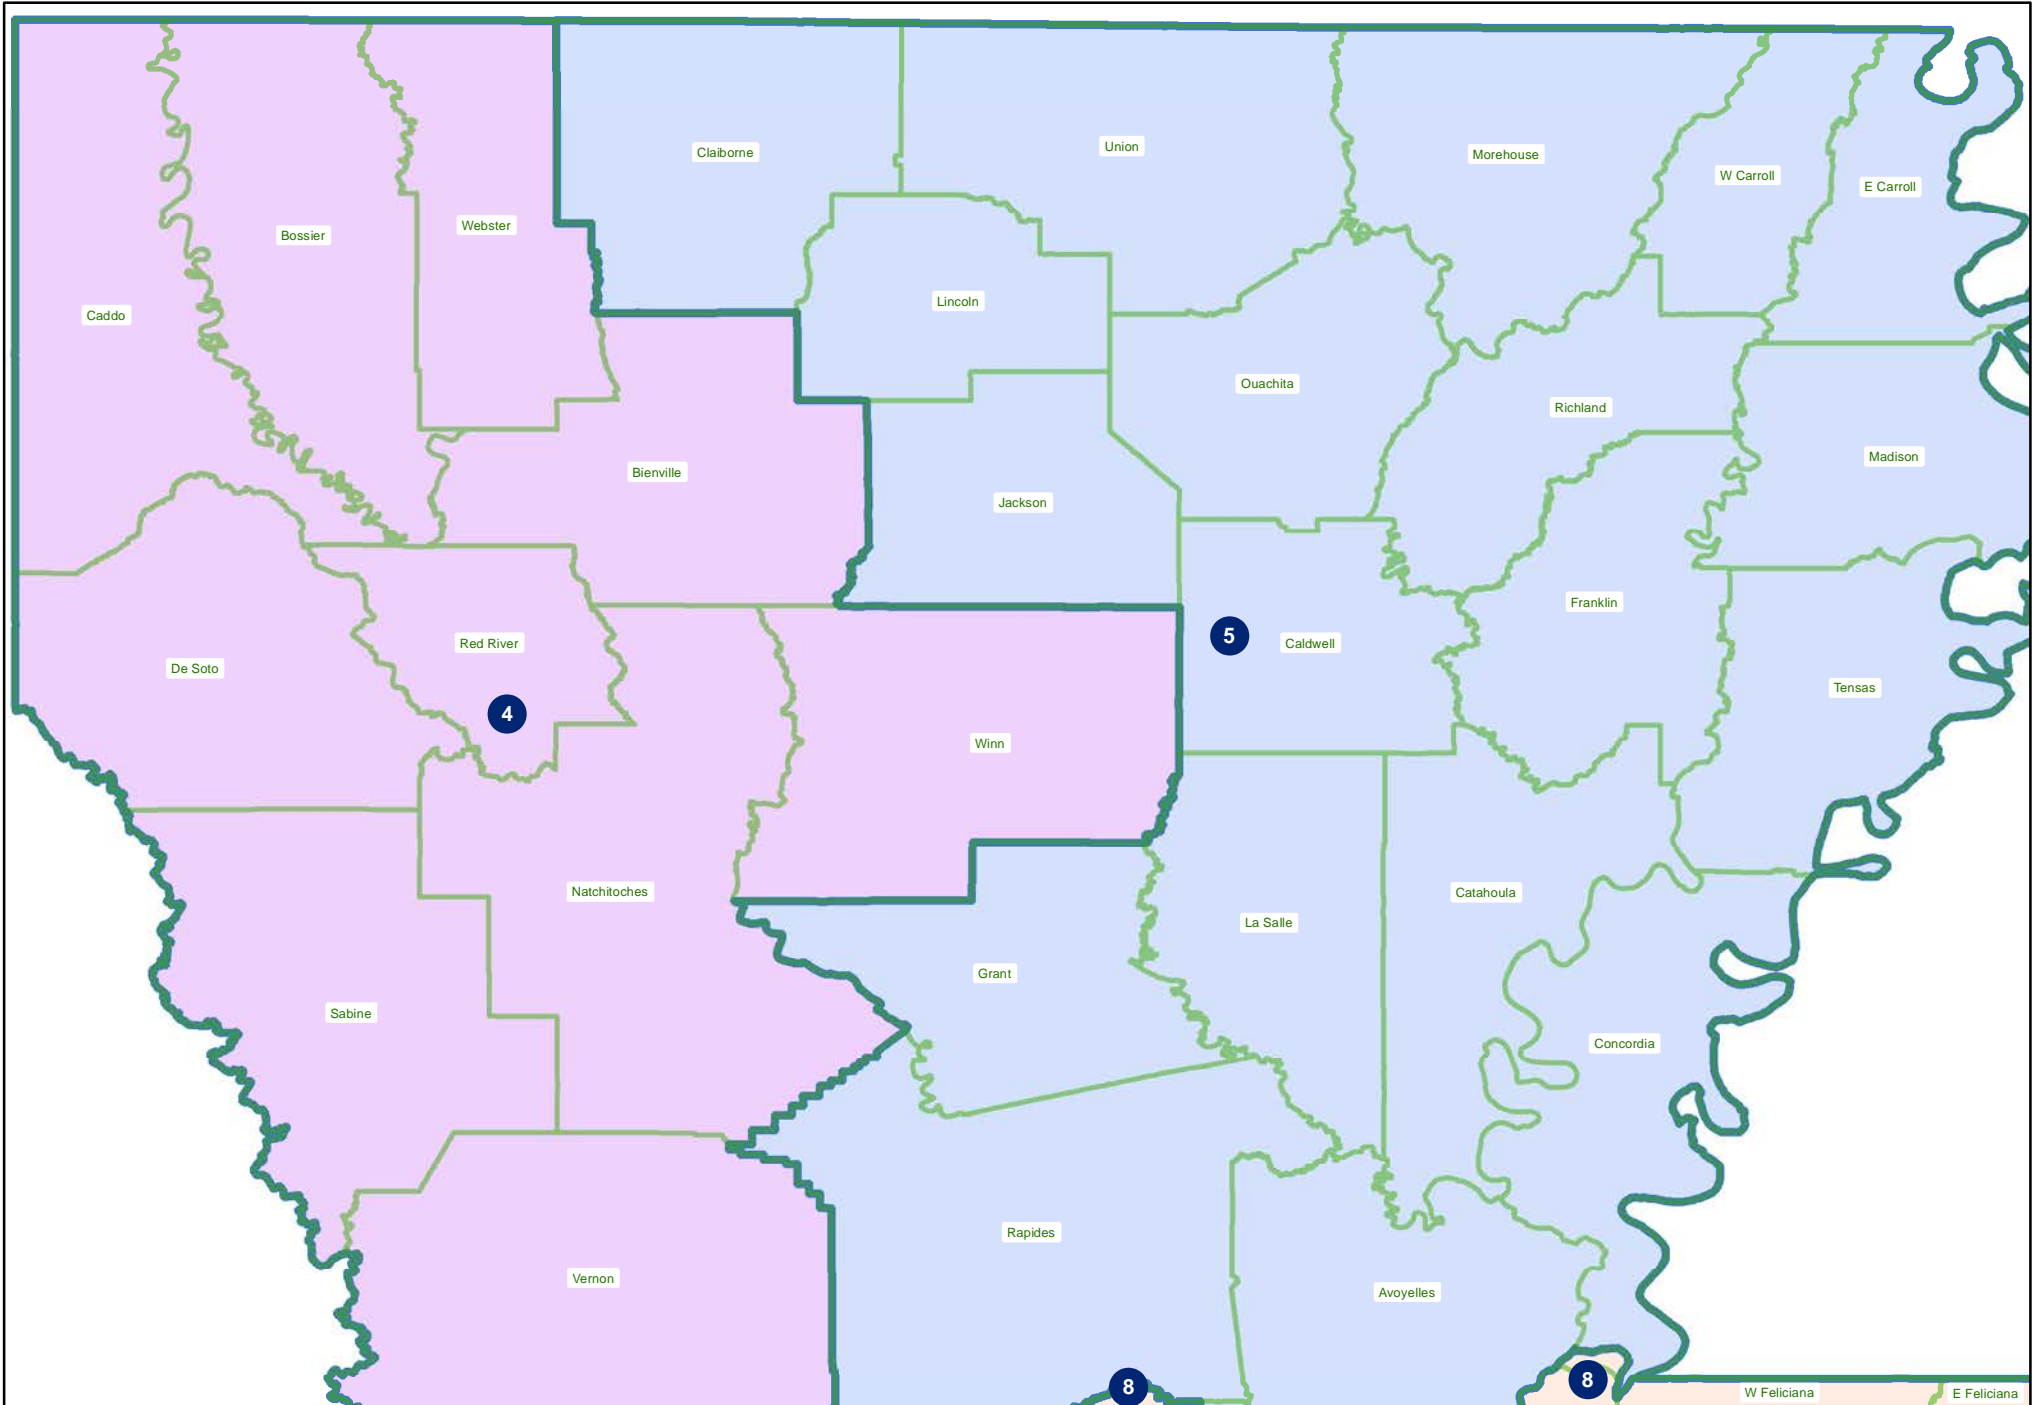 Claiborne
Union
Morehouse
W Carroll
E Carroll
Webster
Bossier
Lincoln
Caddo
Ouachita
Richland
Madison
Bienville
Jackson
Franklin
5
Caldwell
Red River
De Soto
Tensas
4
Winn
Natchitoches
Catahoula
La Salle
Grant
Sabine
Concordia
Rapides
Vernon
Avoyelles
8
8
W Feliciana
E Feliciana